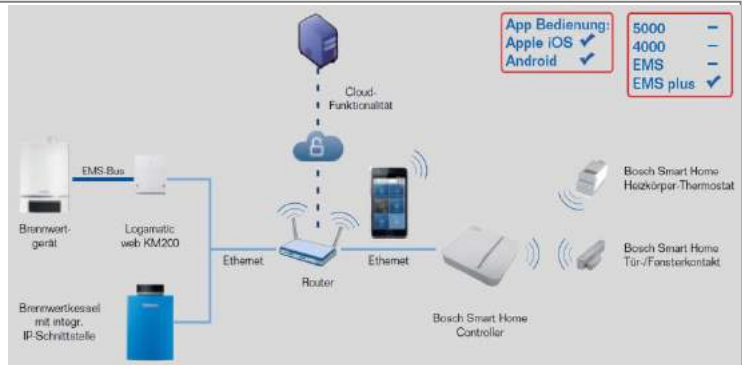 App Bedienung:
Apple iOS ✔
Android ✔
5000 –
4000 –
EMS –
EMS plus ✔
Cloud-
Funktionalität
EMS-Bus
Brennwert-
gerät
Logamatic
web KM200
Ethernet
Router
Ethernet
Bosch Smart Home
Heizkörper-Thermostat
Bosch Smart Home
Tür-/Fensterkontakt
Bosch Smart Home
Controller
Brennwertkessel
mit integr.
IP-Schnittstelle